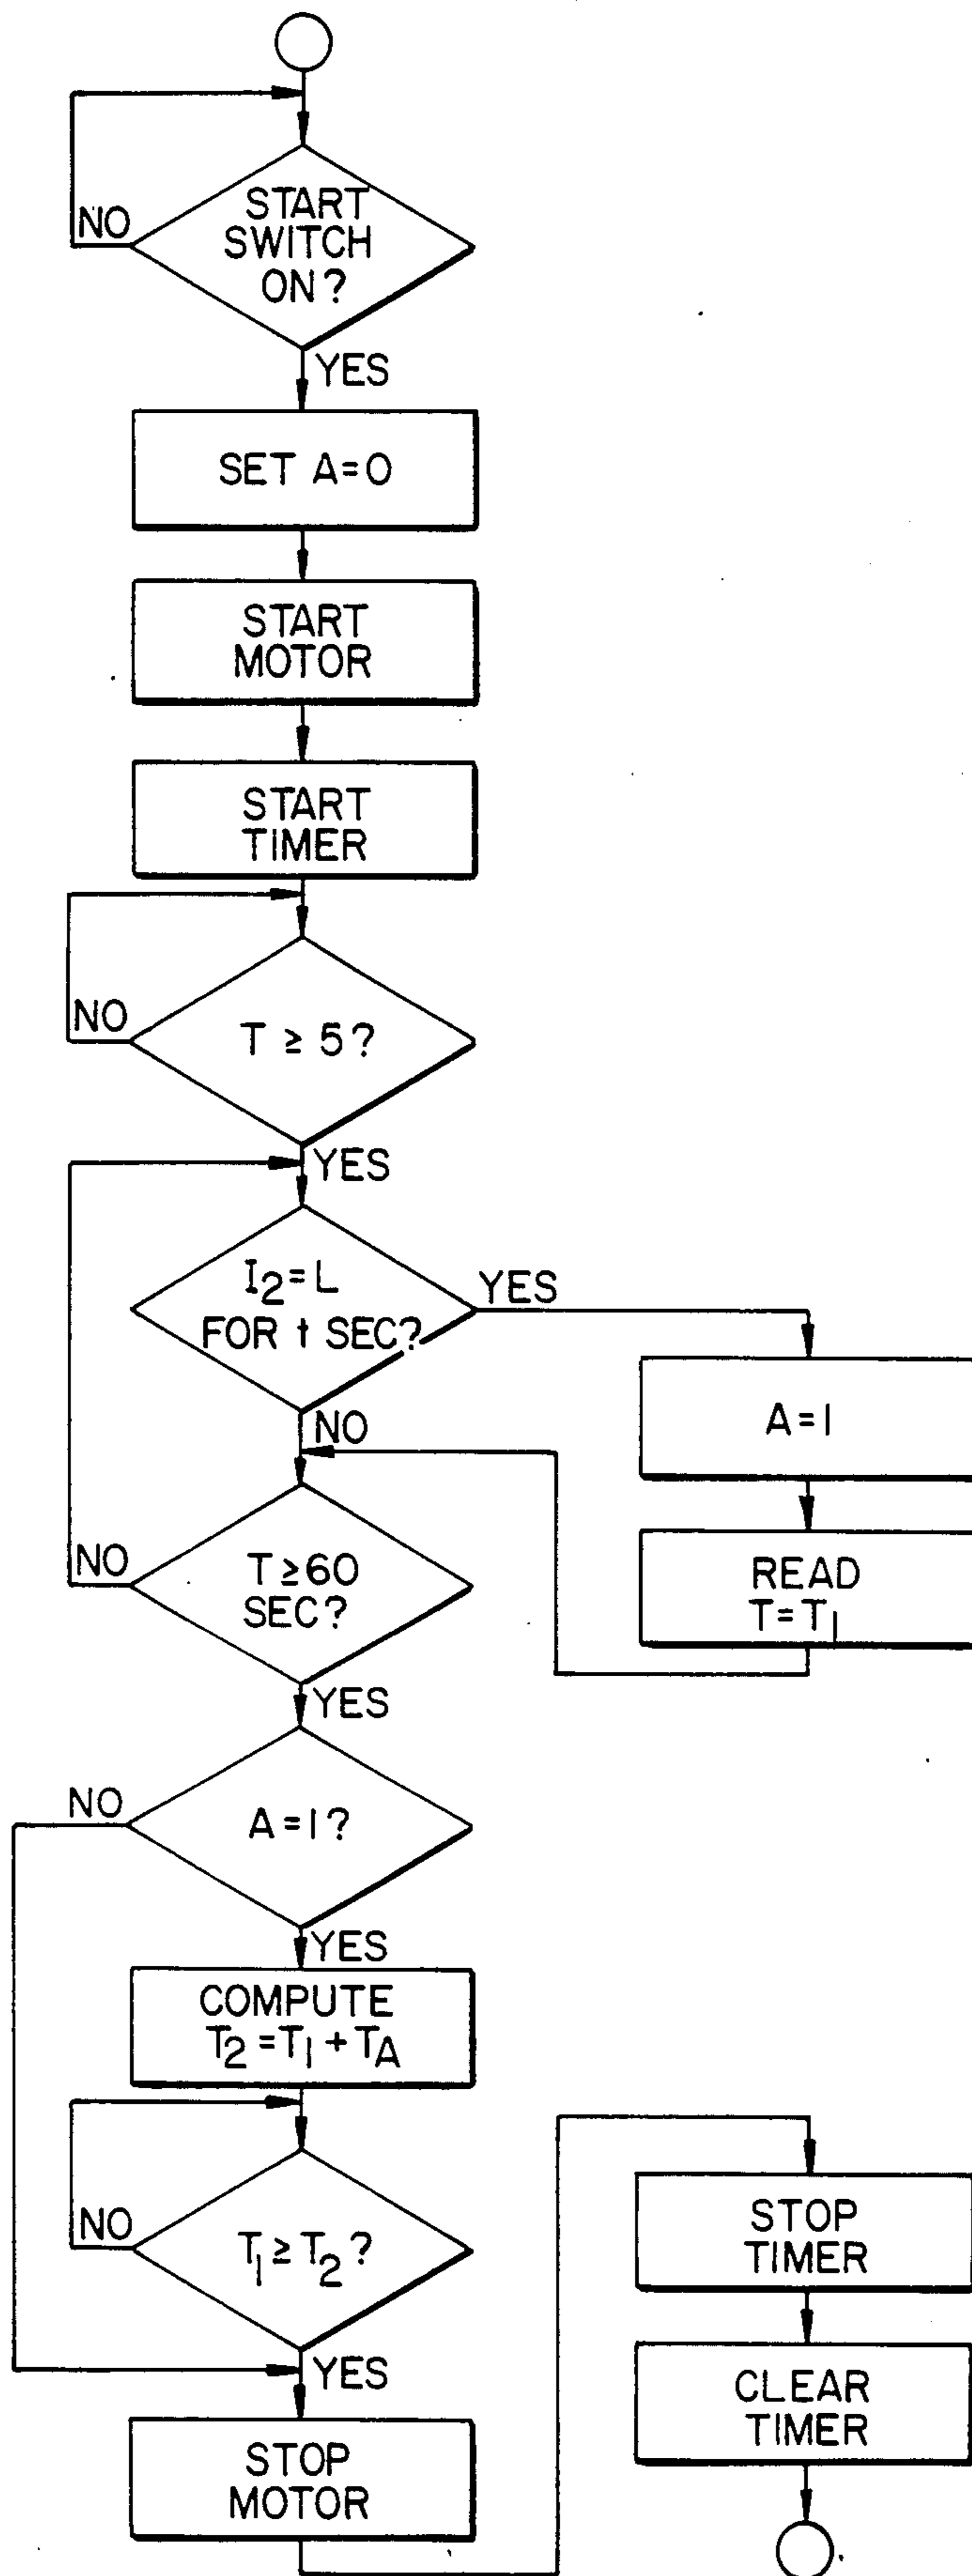 START
SWITCH
ON?
NO
YES
SET A=0
START
MOTOR
START
TIMER
T ≥ 5?
NO
YES
I2=L
FOR t SEC?
YES
NO
A=1
READ
T=T1
T≥60
SEC?
NO
YES
A=1?
NO
YES
COMPUTE
T2=T1+TA
T1≥T2?
NO
YES
STOP
MOTOR
STOP
TIMER
CLEAR
TIMER